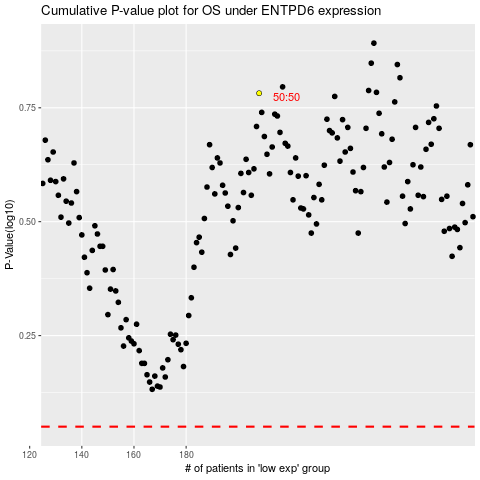 Cumulative P-value plot for OS under ENTPD6 expression
P-Value(log10)
0.75
0.50
0.25
50:50
120 140 160 180
# of patients in 'low exp' group